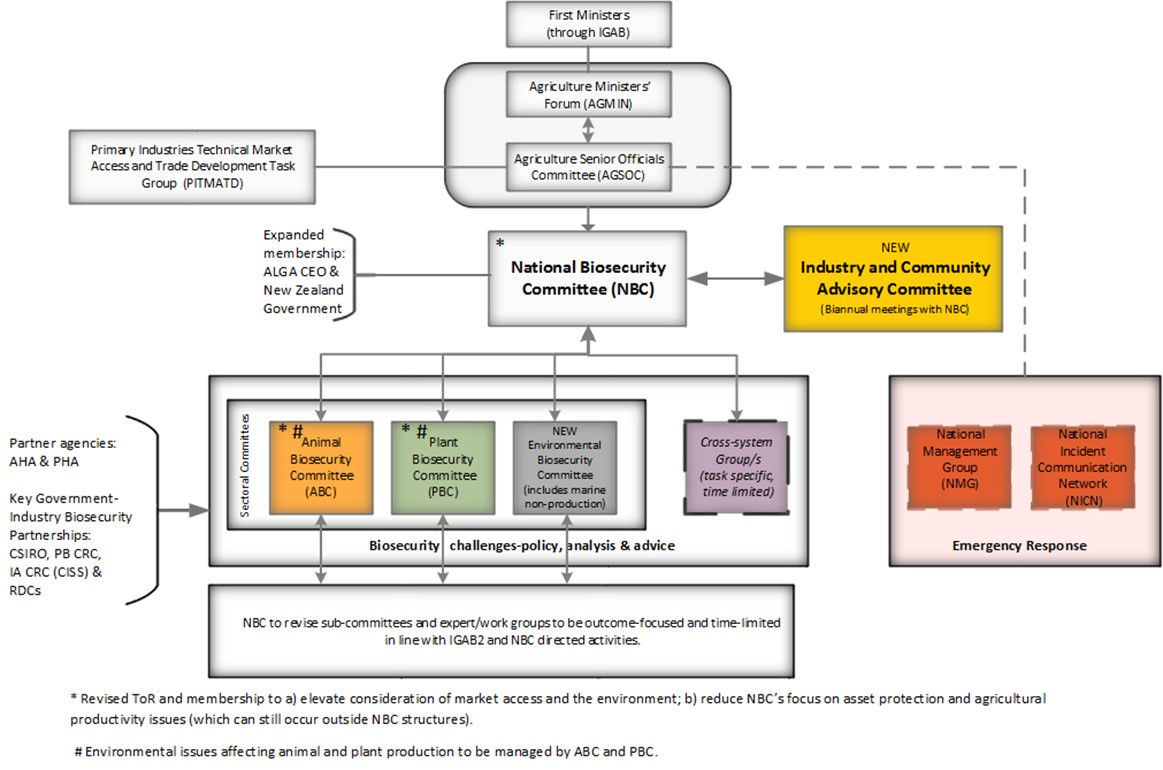 First Ministers
(through IGAB)
Agriculture Ministers'
Forum (AGMIN)
Primary Industries Technical Market
Access and Trade Development Task
Group (PITMATD)
Agriculture Senior Officials
Committee (AGSOC)
Expanded
membership:
ALGA CEO &
New Zealand
Government
*
National Biosecurity
Committee (NBC)
NEW
Industry and Community
Advisory Committee
(Biannual meetings with NBC)
Partner agencies:
AHA & PHA
Key Government-
Industry Biosecurity
Partnerships:
CSIRO, PB CRC,
IA CRC (CISS) &
RDCs
Sectoral Committees
* #
Animal
Biosecurity
Committee
(ABC)
* #
Plant
Biosecurity
Committee
(PBC)
NEW
Environmental
Biosecurity
Committee
(includes marine
non-production)
Cross-system
Group/s
(task specific,
time limited)
Biosecurity challenges-policy, analysis & advice
National
Management
Group
(NMG)
National
Incident
Communication
Network
(NICN)
Emergency Response
NBC to revise sub-committees and expert/work groups to be outcome-focused and time-limited
in line with IGAB2 and NBC directed activities.
* Revised ToR and membership to a) elevate consideration of market access and the environment; b) reduce NBC's focus on asset protection and agricultural
productivity issues (which can still occur outside NBC structures).
# Environmental issues affecting animal and plant production to be managed by ABC and PBC.